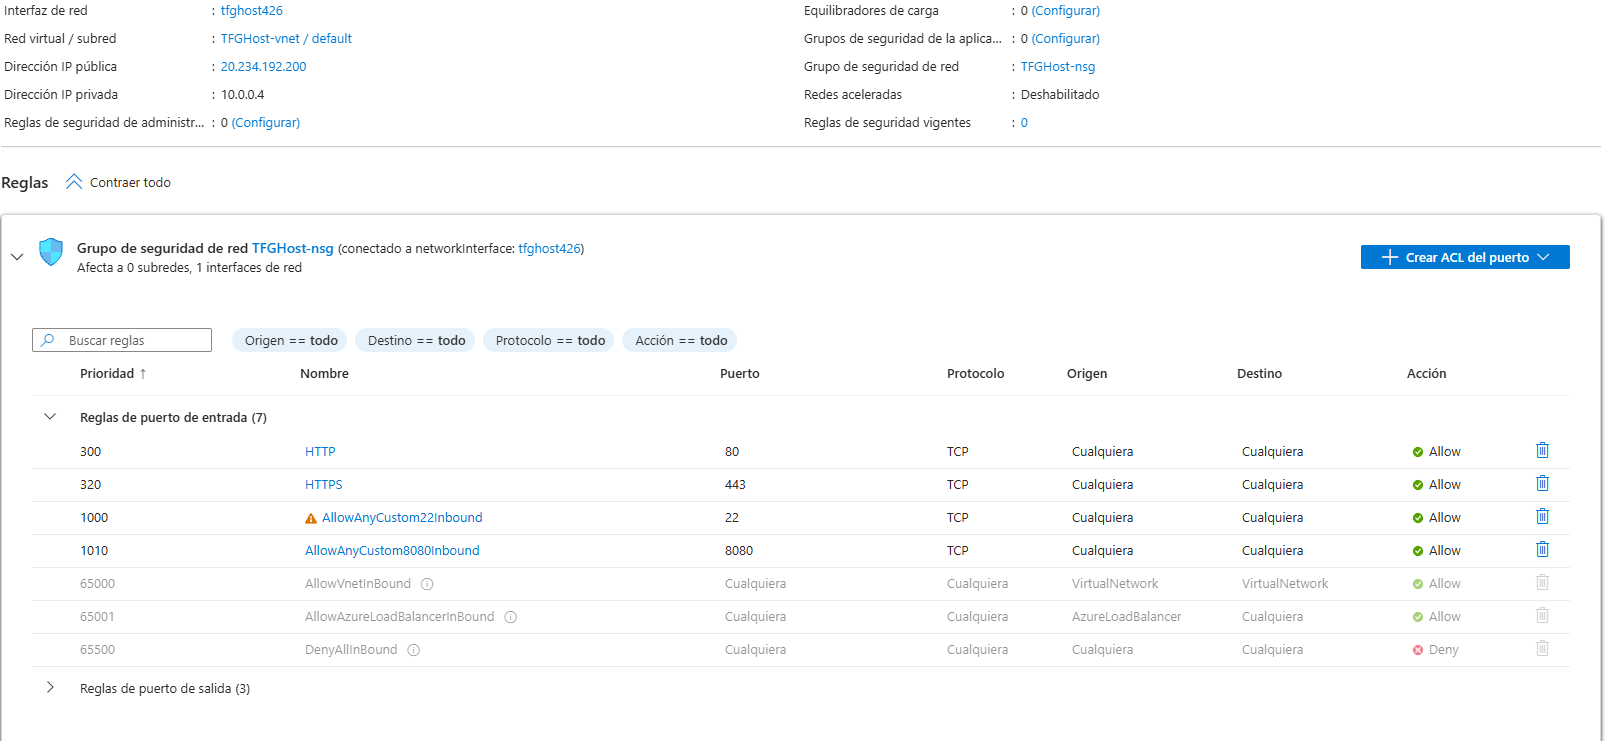 Interfaz de red : tfghost426 Equilibradores de carga : 0 (Configurar)
Red virtual / subred : TFGHost-vnet / default Grupos de seguridad de la aplica... : 0 (Configurar)
Dirección IP pública : 20.234.192.200 Grupo de seguridad de red : TFGHost-nsg
Dirección IP privada : 10.0.0.4 Redes aceleradas : Deshabilitado
Reglas de seguridad de administr... : 0 (Configurar) Reglas de seguridad vigentes : 0
Reglas Contraer todo
Grupo de seguridad de red TFGHost-nsg (conectado a networkInterface: tfghost426)
Afecta a 0 subredes, 1 interfaces de red
Crear ACL del puerto
Buscar reglas Origen == todo Destino == todo Protocolo == todo Acción == todo
Prioridad ↑ Nombre Puerto Protocolo Origen Destino Acción
Reglas de puerto de entrada (7)
300 HTTP 80 TCP Cualquiera Cualquiera Allow
320 HTTPS 443 TCP Cualquiera Cualquiera Allow
1000 AllowAnyCustom22Inbound 22 TCP Cualquiera Cualquiera Allow
1010 AllowAnyCustom8080Inbound 8080 TCP Cualquiera Cualquiera Allow
65000 AllowVnetInBound Cualquiera Cualquiera VirtualNetwork VirtualNetwork Allow
65001 AllowAzureLoadBalancerInBound Cualquiera Cualquiera AzureLoadBalancer Cualquiera Allow
65500 DenyAllInBound Cualquiera Cualquiera Cualquiera Cualquiera Deny
Reglas de puerto de salida (3)